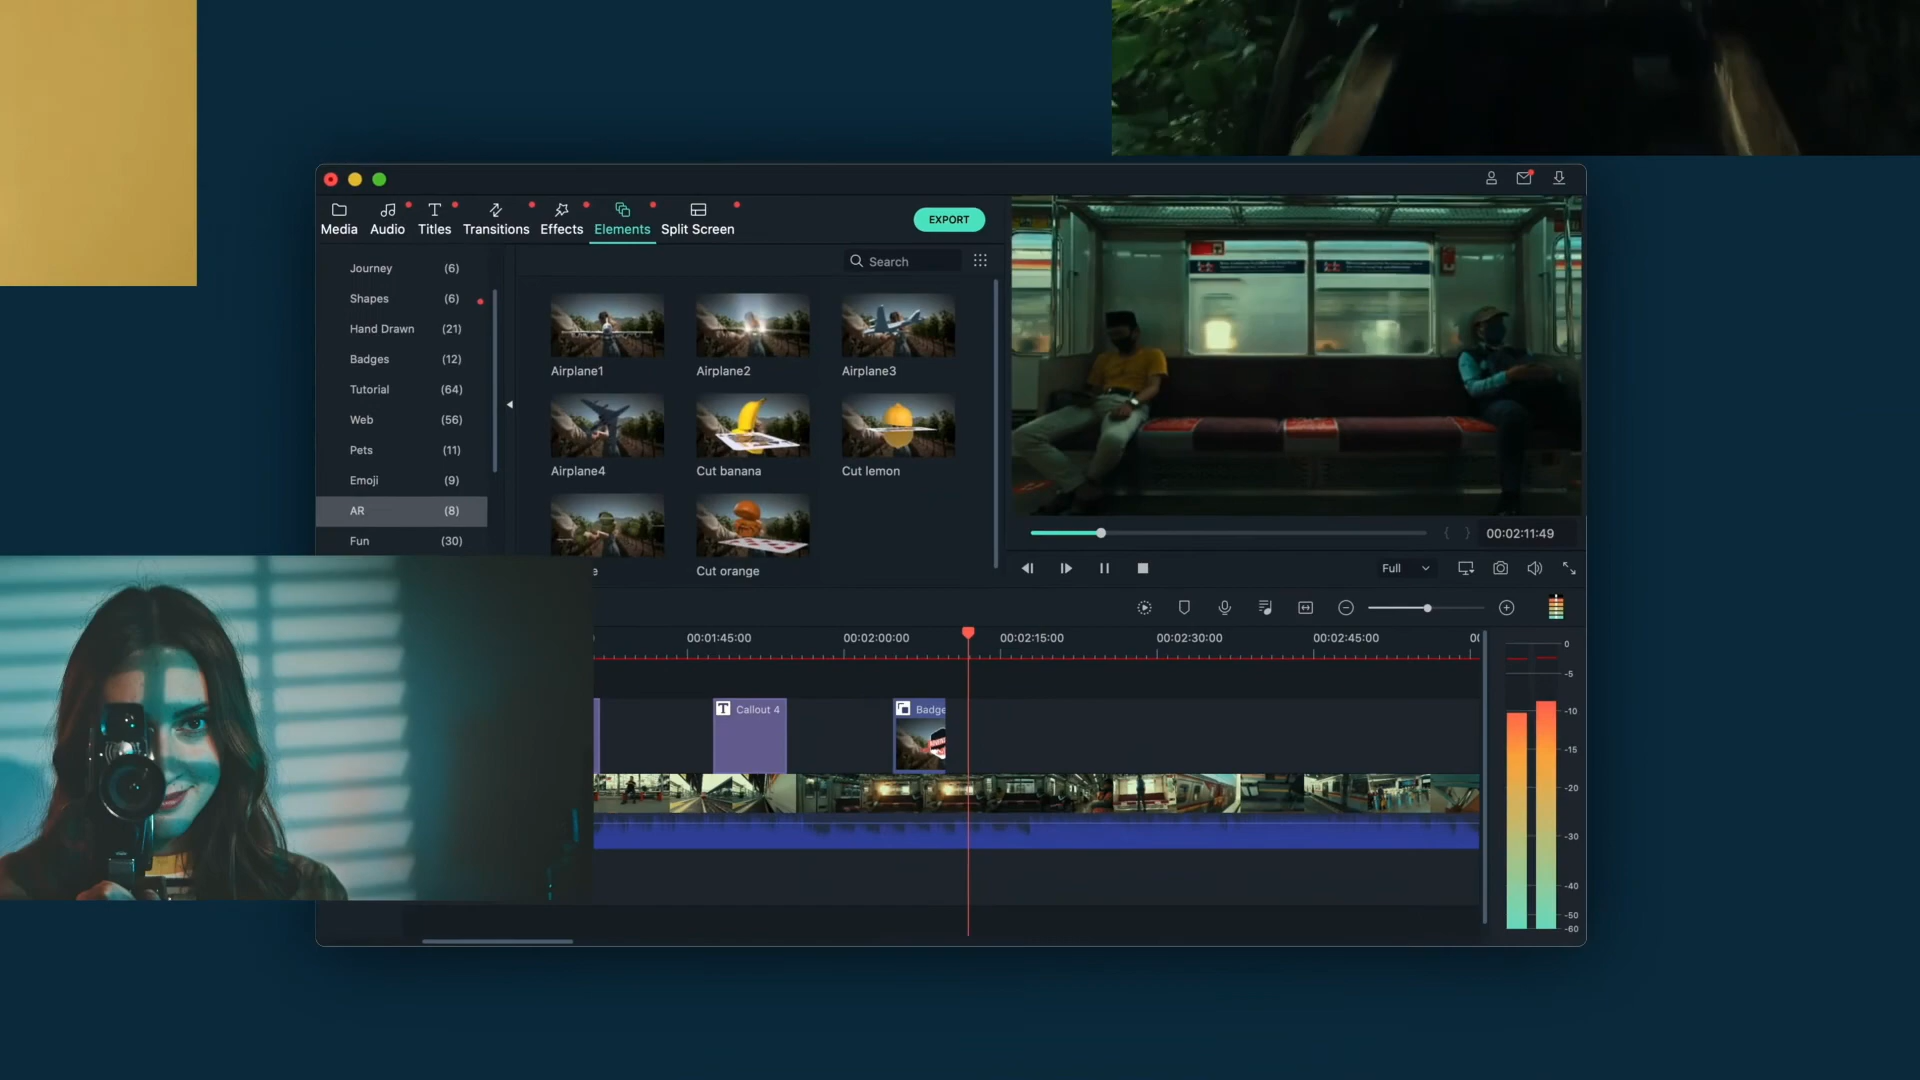 Media Audio Titles Transitions Effects Elements Split Screen
EXPORT
Search
Journey (6)
Shapes (6)
Hand Drawn (21)
Badges (12)
Tutorial (64)
Web (56)
Pets (11)
Emoji (9)
AR (8)
Fun (30)
Airplane1 Airplane2 Airplane3
Airplane4 Cut banana Cut lemon
e Cut orange
00:02:11:49
Full
00:01:45:00 00:02:00:00 00:02:15:00 00:02:30:00 00:02:45:00 00
T Callout 4 Badge
0
-5
-10
-15
-20
-30
-40
-50
-60